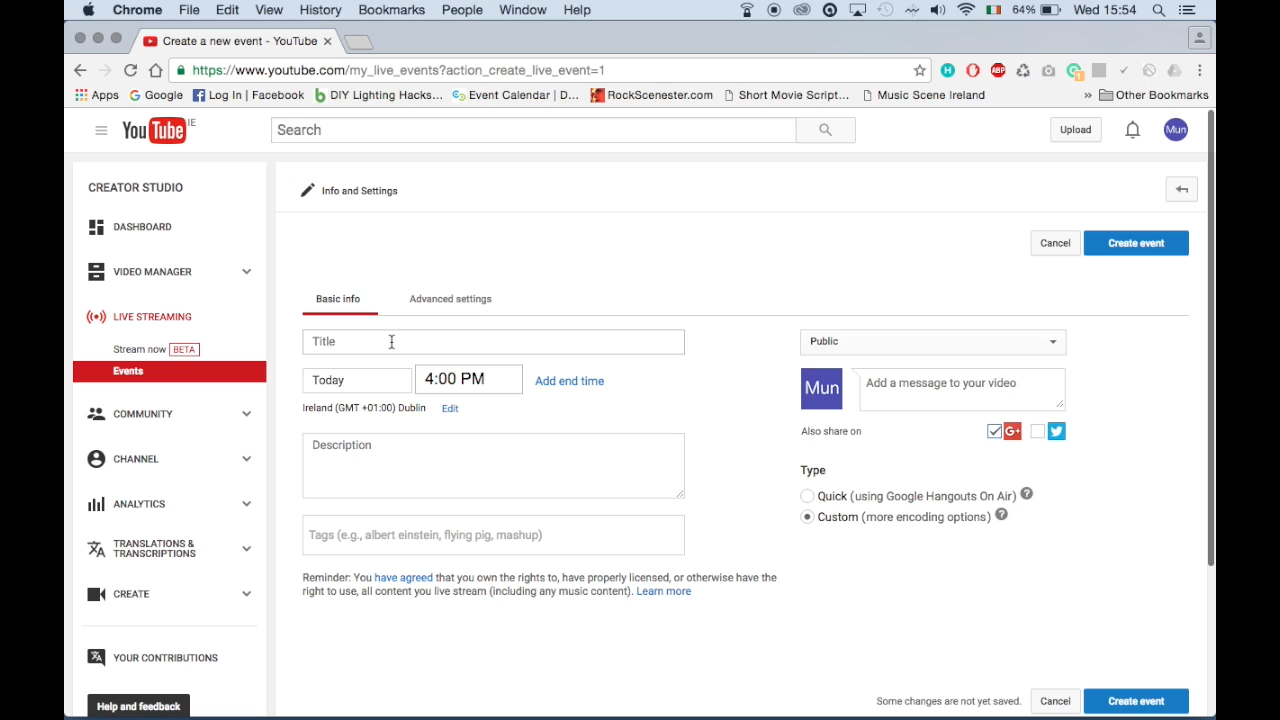 Chrome File Edit View History Bookmarks People Window Help 64% Wed 15:54
Create a new event - YouTube
https://www.youtube.com/my_live_events?action_create_live_event=1
Apps Google Log In | Facebook DIY Lighting Hacks... Event Calendar | D... RockScenester.com Short Movie Script... Music Scene Ireland » Other Bookmarks
YouTube IE Search Upload Mun
CREATOR STUDIO
Info and Settings
DASHBOARD
Cancel Create event
VIDEO MANAGER
Basic info Advanced settings
LIVE STREAMING
Title Public
Stream now BETA
Events
Today 4:00 PM Add end time
Mun Add a message to your video
Ireland (GMT +01:00) Dublin Edit
COMMUNITY
Also share on G+
Description
CHANNEL
Type
Quick (using Google Hangouts On Air) ?
ANALYTICS
Custom (more encoding options) ?
Tags (e.g., albert einstein, flying pig, mashup)
TRANSLATIONS &
TRANSCRIPTIONS
Reminder: You have agreed that you own the rights to, have properly licensed, or otherwise have the
right to use, all content you live stream (including any music content). Learn more
CREATE
YOUR CONTRIBUTIONS
Help and feedback
Some changes are not yet saved. Cancel Create event